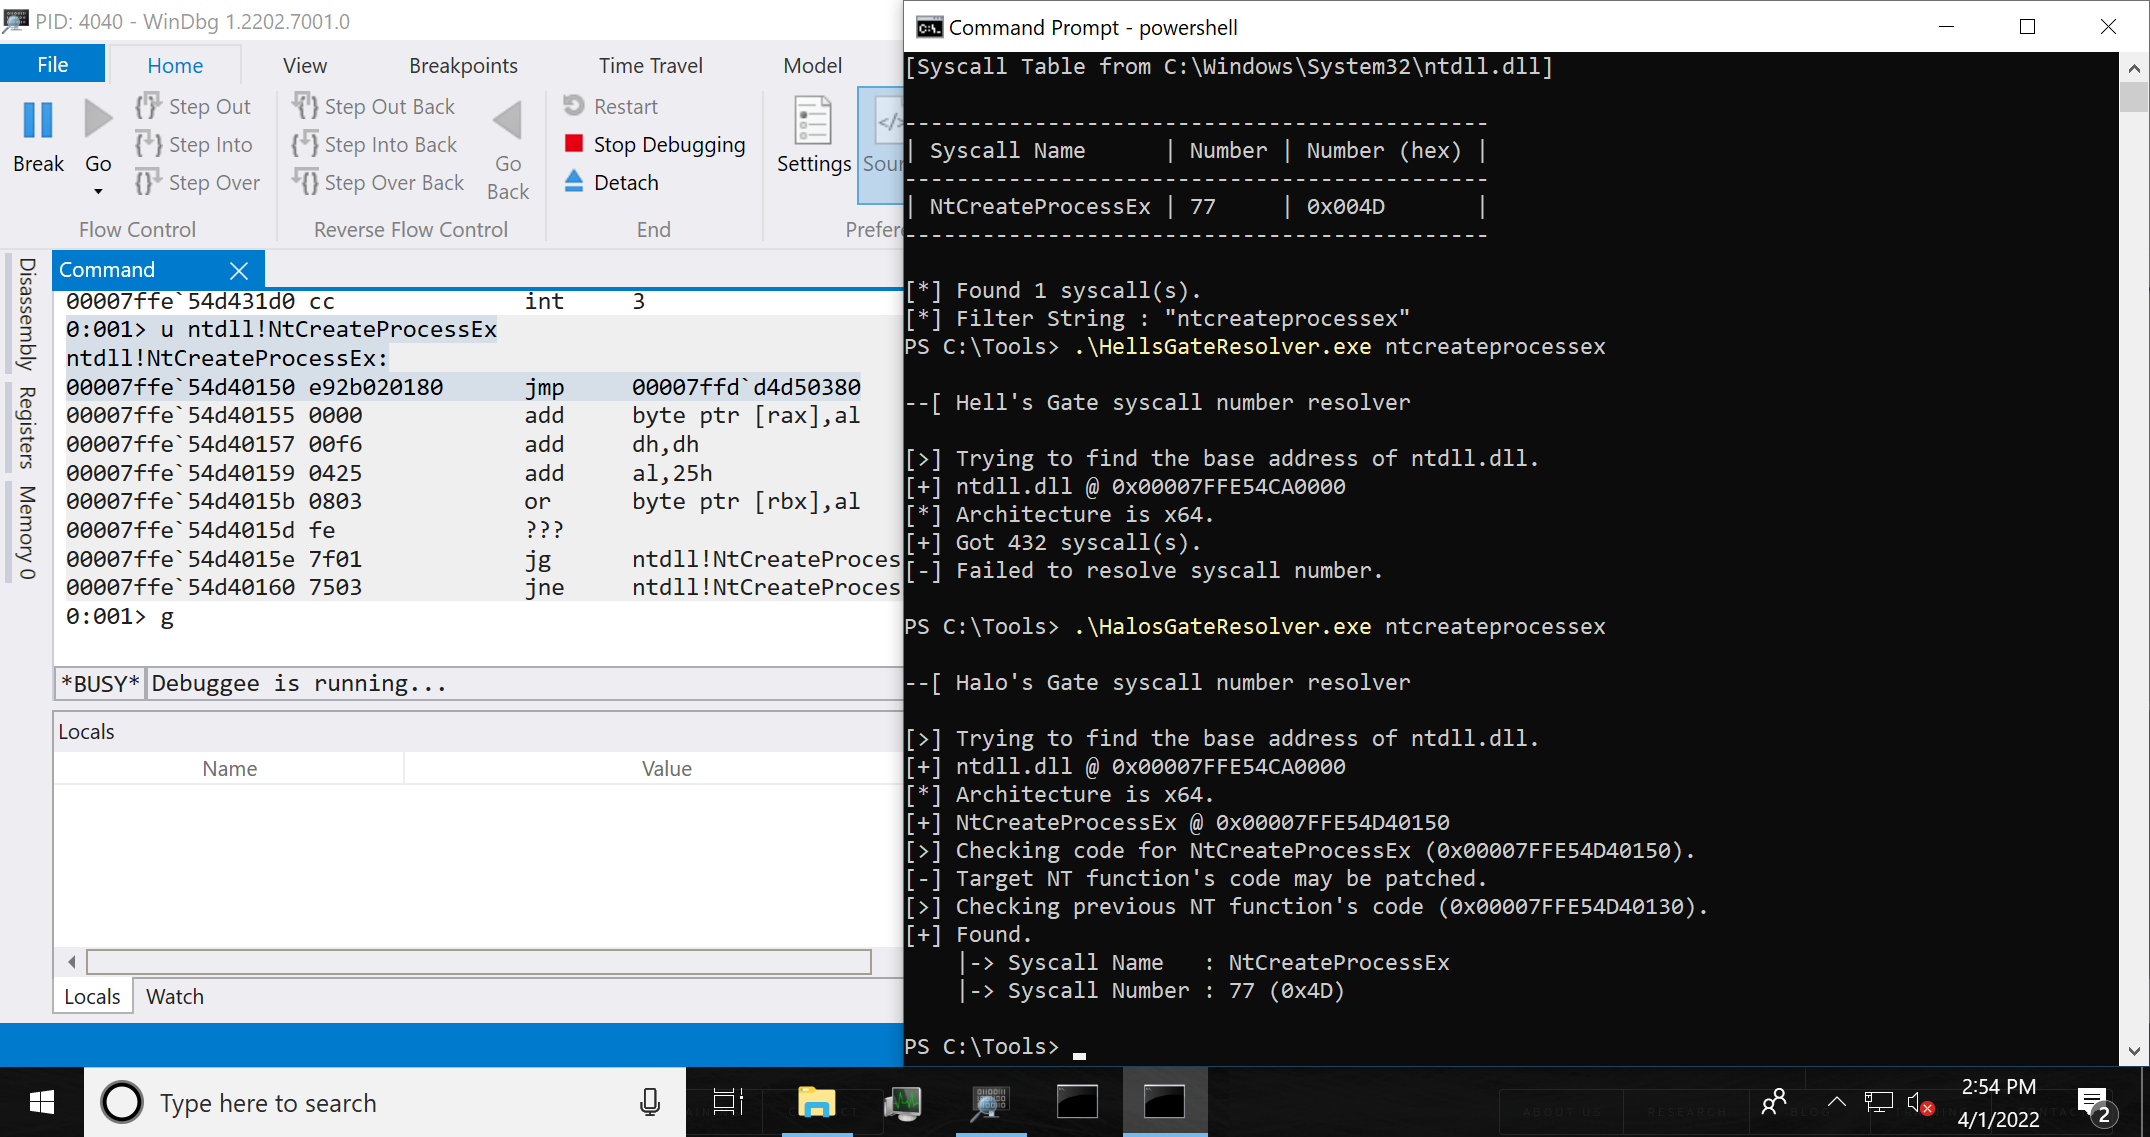 PID: 4040 - WinDbg 1.2202.7001.0
File Home View Breakpoints Time Travel Model
Break
Go
Step Out
Step Into
Step Over
Flow Control
Step Out Back
Step Into Back
Step Over Back
Go Back
Reverse Flow Control
Restart
Stop Debugging
Detach
End
Settings
Sour
Prefere
Disassembly
Registers
Memory 0
Command
00007ffe`54d431d0 cc int 3
0:001> u ntdll!NtCreateProcessEx
ntdll!NtCreateProcessEx:
00007ffe`54d40150 e92b020180 jmp 00007ffd`d4d50380
00007ffe`54d40155 0000 add byte ptr [rax],al
00007ffe`54d40157 00f6 add dh,dh
00007ffe`54d40159 0425 add al,25h
00007ffe`54d4015b 0803 or byte ptr [rbx],al
00007ffe`54d4015d fe ???
00007ffe`54d4015e 7f01 jg ntdll!NtCreateProces
00007ffe`54d40160 7503 jne ntdll!NtCreateProces
0:001> g
*BUSY* Debuggee is running...
Locals
Name Value
Locals Watch
Command Prompt - powershell
[Syscall Table from C:\Windows\System32\ntdll.dll]
---------------------------------------------
| Syscall Name | Number | Number (hex) |
---------------------------------------------
| NtCreateProcessEx | 77 | 0x004D |
---------------------------------------------
[*] Found 1 syscall(s).
[*] Filter String : "ntcreateprocessex"
PS C:\Tools> .\HellsGateResolver.exe ntcreateprocessex
--[ Hell's Gate syscall number resolver
[>] Trying to find the base address of ntdll.dll.
[+] ntdll.dll @ 0x00007FFE54CA0000
[*] Architecture is x64.
[+] Got 432 syscall(s).
[-] Failed to resolve syscall number.
PS C:\Tools> .\HalosGateResolver.exe ntcreateprocessex
--[ Halo's Gate syscall number resolver
[>] Trying to find the base address of ntdll.dll.
[+] ntdll.dll @ 0x00007FFE54CA0000
[*] Architecture is x64.
[+] NtCreateProcessEx @ 0x00007FFE54D40150
[>] Checking code for NtCreateProcessEx (0x00007FFE54D40150).
[-] Target NT function's code may be patched.
[>] Checking previous NT function's code (0x00007FFE54D40130).
[+] Found.
|-> Syscall Name : NtCreateProcessEx
|-> Syscall Number : 77 (0x4D)
PS C:\Tools>
Type here to search
2:54 PM
4/1/2022
2